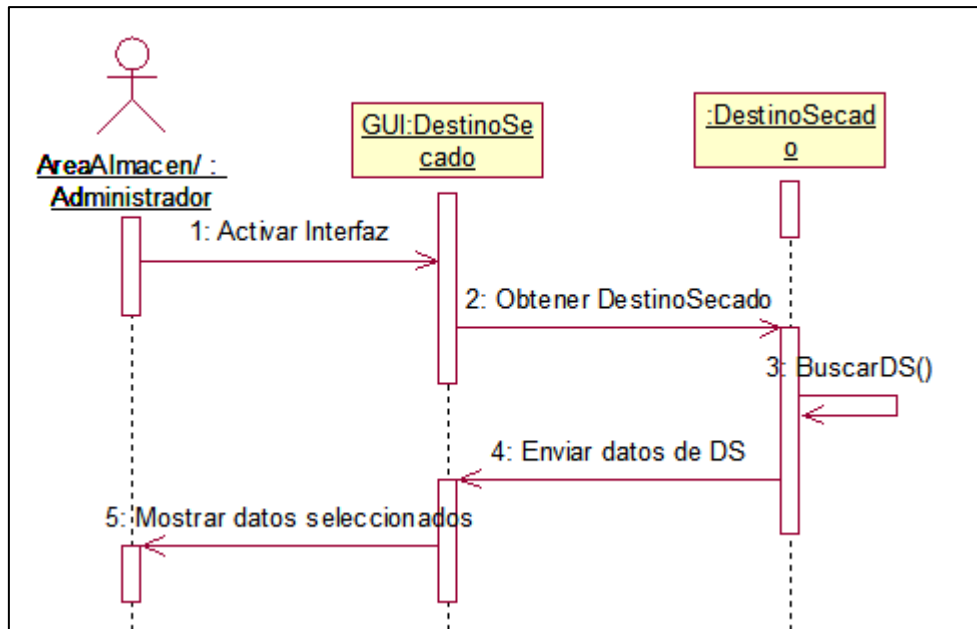 AreaAlmacen/ :
Administrador
GUI:DestinoSe
cado
:DestinoSecad
o
1: Activar Interfaz
2: Obtener DestinoSecado
3: BuscarDS()
4: Enviar datos de DS
5: Mostrar datos seleccionados